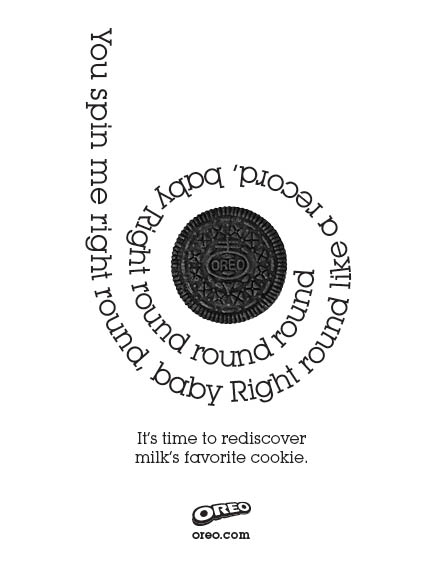 You spin me right round, baby Right round like a record, baby Right round round round
OREO
It's time to rediscover
milk's favorite cookie.
OREO
oreo.com